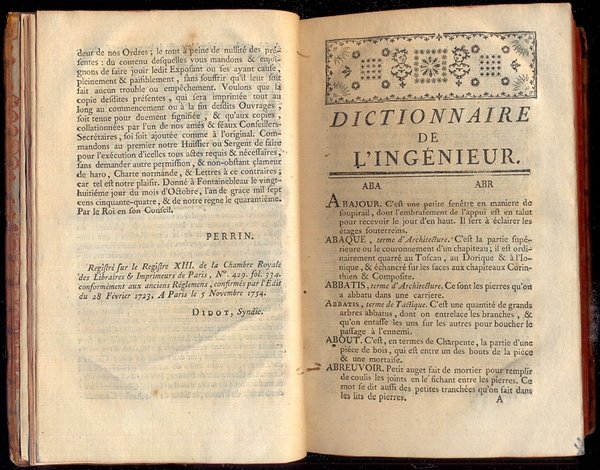 deur de nos Ordres ; le tout à peine de nullité des pré-
sentes : du contenu desquelles vous mandons & enjoi-
gnons de faire jouir ledit Exposant ou ses ayant cause,
pleinement & paisiblement, sans souffrir qu'il leur soit
fait aucun trouble ou empêchement. Voulons que la
copie desdites présentes, qui sera imprimée tout au
long au commencement ou à la fin desdits Ouvrages,
soit tenue pour duement signifiée, & qu'aux copies,
collationnées par l'un de nos amés & féaux Conseillers-
Secrétaires, foi soit ajoutée comme à l'original. Com-
mandons au premier notre Huissier ou Sergent de faire
pour l'exécution d'icelles tous actes requis & nécessaires,
sans demander autre permission, & non-obstant clameur
de haro, Charte normande, & Lettres à ce contraires ;
car tel est notre plaisir. Donné à Fontainebleau le vingt-
huitième jour du mois d'Octobre, l'an de grace mil sept
cens cinquante-quatre, & de notre regne le quarantième.
Par le Roi en son Conseil.
PERRIN.
Registré sur le Registre XIII. de la Chambre Royale
des Libraires & Imprimeurs de Paris, N°. 429. fol. 334.
conformément aux anciens Réglemens, confirmés par l'Edit
du 28 Février 1723. A Paris le 5 Novembre 1754.
DIDOT, Syndic.
DICTIONNAIRE
DE
L'INGÉNIEUR.
ABA ABR
ABAJOUR. C'est une petite fenêtre en maniere de
soupirail, dont l'embrasement de l'appui est en talut
pour recevoir le jour d'en haut. Il sert à éclairer les
étages souterreins.
ABAQUE, terme d'Architecture. C'est la partie supé-
rieure ou le couronnement d'un chapiteau ; il est ordi-
nairement quarré au Toscan, au Dorique & à l'Io-
nique, & échancré sur les faces aux chapiteaux Corin-
thien & Composite.
ABBATIS, terme d'Architecture. Ce sont les pierres qu'on
a abbatu dans une carriere.
ABBATIS, terme de Tactique. C'est une quantité de grands
arbres abbatus, dont on entrelace les branches, &
qu'on entasse les uns sur les autres pour boucher le
passage à l'ennemi.
ABOUT. C'est, en termes de Charpente, la partie d'une
pièce de bois, qui est entre un des bouts de la pièce
& une mortaise.
ABREUVOIR. Petit auget fait de mortier pour remplir
de coulis les joints en le fichant entre les pierres. Ce
mot se dit aussi des petites tranchées qu'on fait dans
les lits de pierres.
A